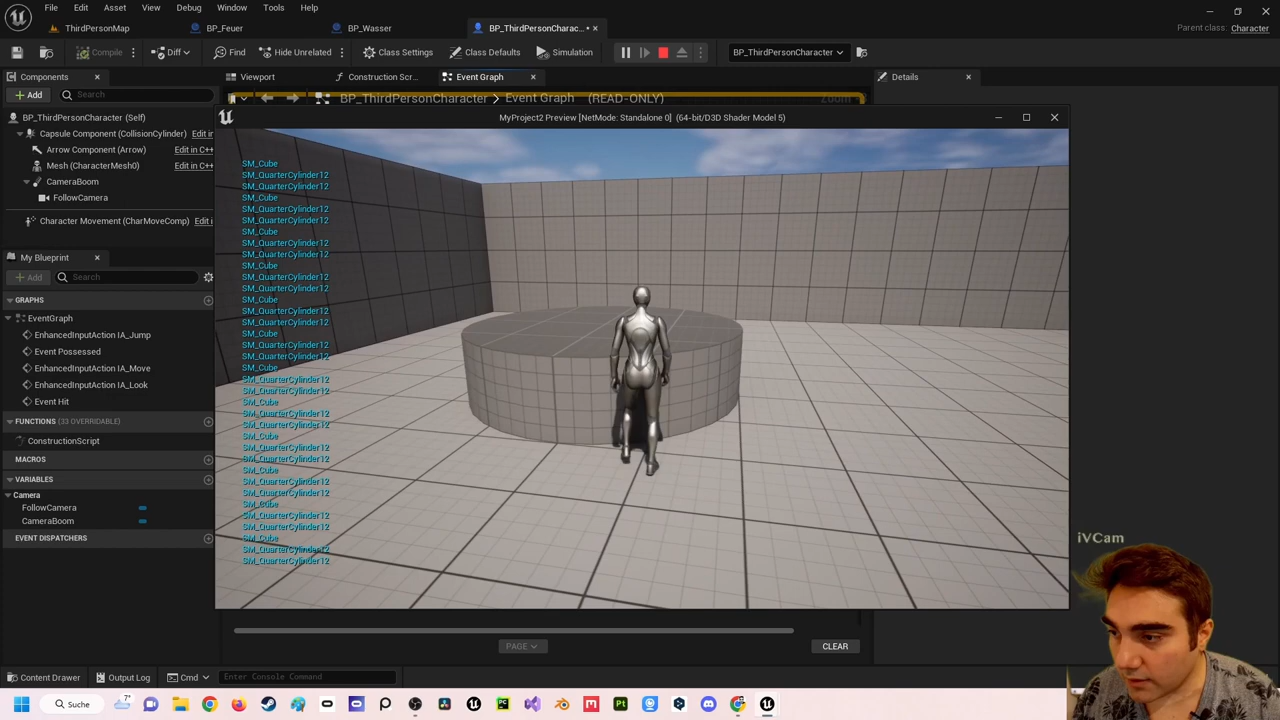 File Edit Asset View Debug Window Tools Help
ThirdPersonMap BP_Feuer BP_Wasser BP_ThirdPersonCharac... •
Parent class: Character
Compile Diff Find Hide Unrelated Class Settings Class Defaults Simulation BP_ThirdPersonCharacter
Components Viewport Construction Scr... Event Graph Details
+ Add Search
BP_ThirdPersonCharacter > Event Graph (READ-ONLY) Zoom
BP_ThirdPersonCharacter (Self)
Capsule Component (CollisionCylinder) Edit in
Arrow Component (Arrow) Edit in C++
Mesh (CharacterMesh0) Edit in C++
CameraBoom
FollowCamera
Character Movement (CharMoveComp) Edit i
My Blueprint
+ Add Search
GRAPHS
EventGraph
EnhancedInputAction IA_Jump
Event Possessed
EnhancedInputAction IA_Move
EnhancedInputAction IA_Look
Event Hit
FUNCTIONS (33 OVERRIDABLE)
ConstructionScript
MACROS
VARIABLES
Camera
FollowCamera
CameraBoom
EVENT DISPATCHERS
MyProject2 Preview [NetMode: Standalone 0] (64-bit/D3D Shader Model 5)
SM_Cube
SM_QuarterCylinder12
SM_QuarterCylinder12
SM_Cube
SM_QuarterCylinder12
SM_QuarterCylinder12
SM_Cube
SM_QuarterCylinder12
SM_QuarterCylinder12
SM_Cube
SM_QuarterCylinder12
SM_QuarterCylinder12
SM_Cube
SM_QuarterCylinder12
SM_QuarterCylinder12
SM_Cube
SM_QuarterCylinder12
SM_QuarterCylinder12
SM_Cube
SM_QuarterCylinder12
SM_QuarterCylinder12
SM_Cube
SM_QuarterCylinder12
SM_QuarterCylinder12
SM_Cube
SM_QuarterCylinder12
SM_QuarterCylinder12
SM_Cube
SM_QuarterCylinder12
SM_QuarterCylinder12
SM_Cube
SM_QuarterCylinder12
SM_QuarterCylinder12
SM_Cube
SM_QuarterCylinder12
SM_QuarterCylinder12
iVCam
PAGE CLEAR
Content Drawer Output Log Cmd Enter Console Command
Suche 7°